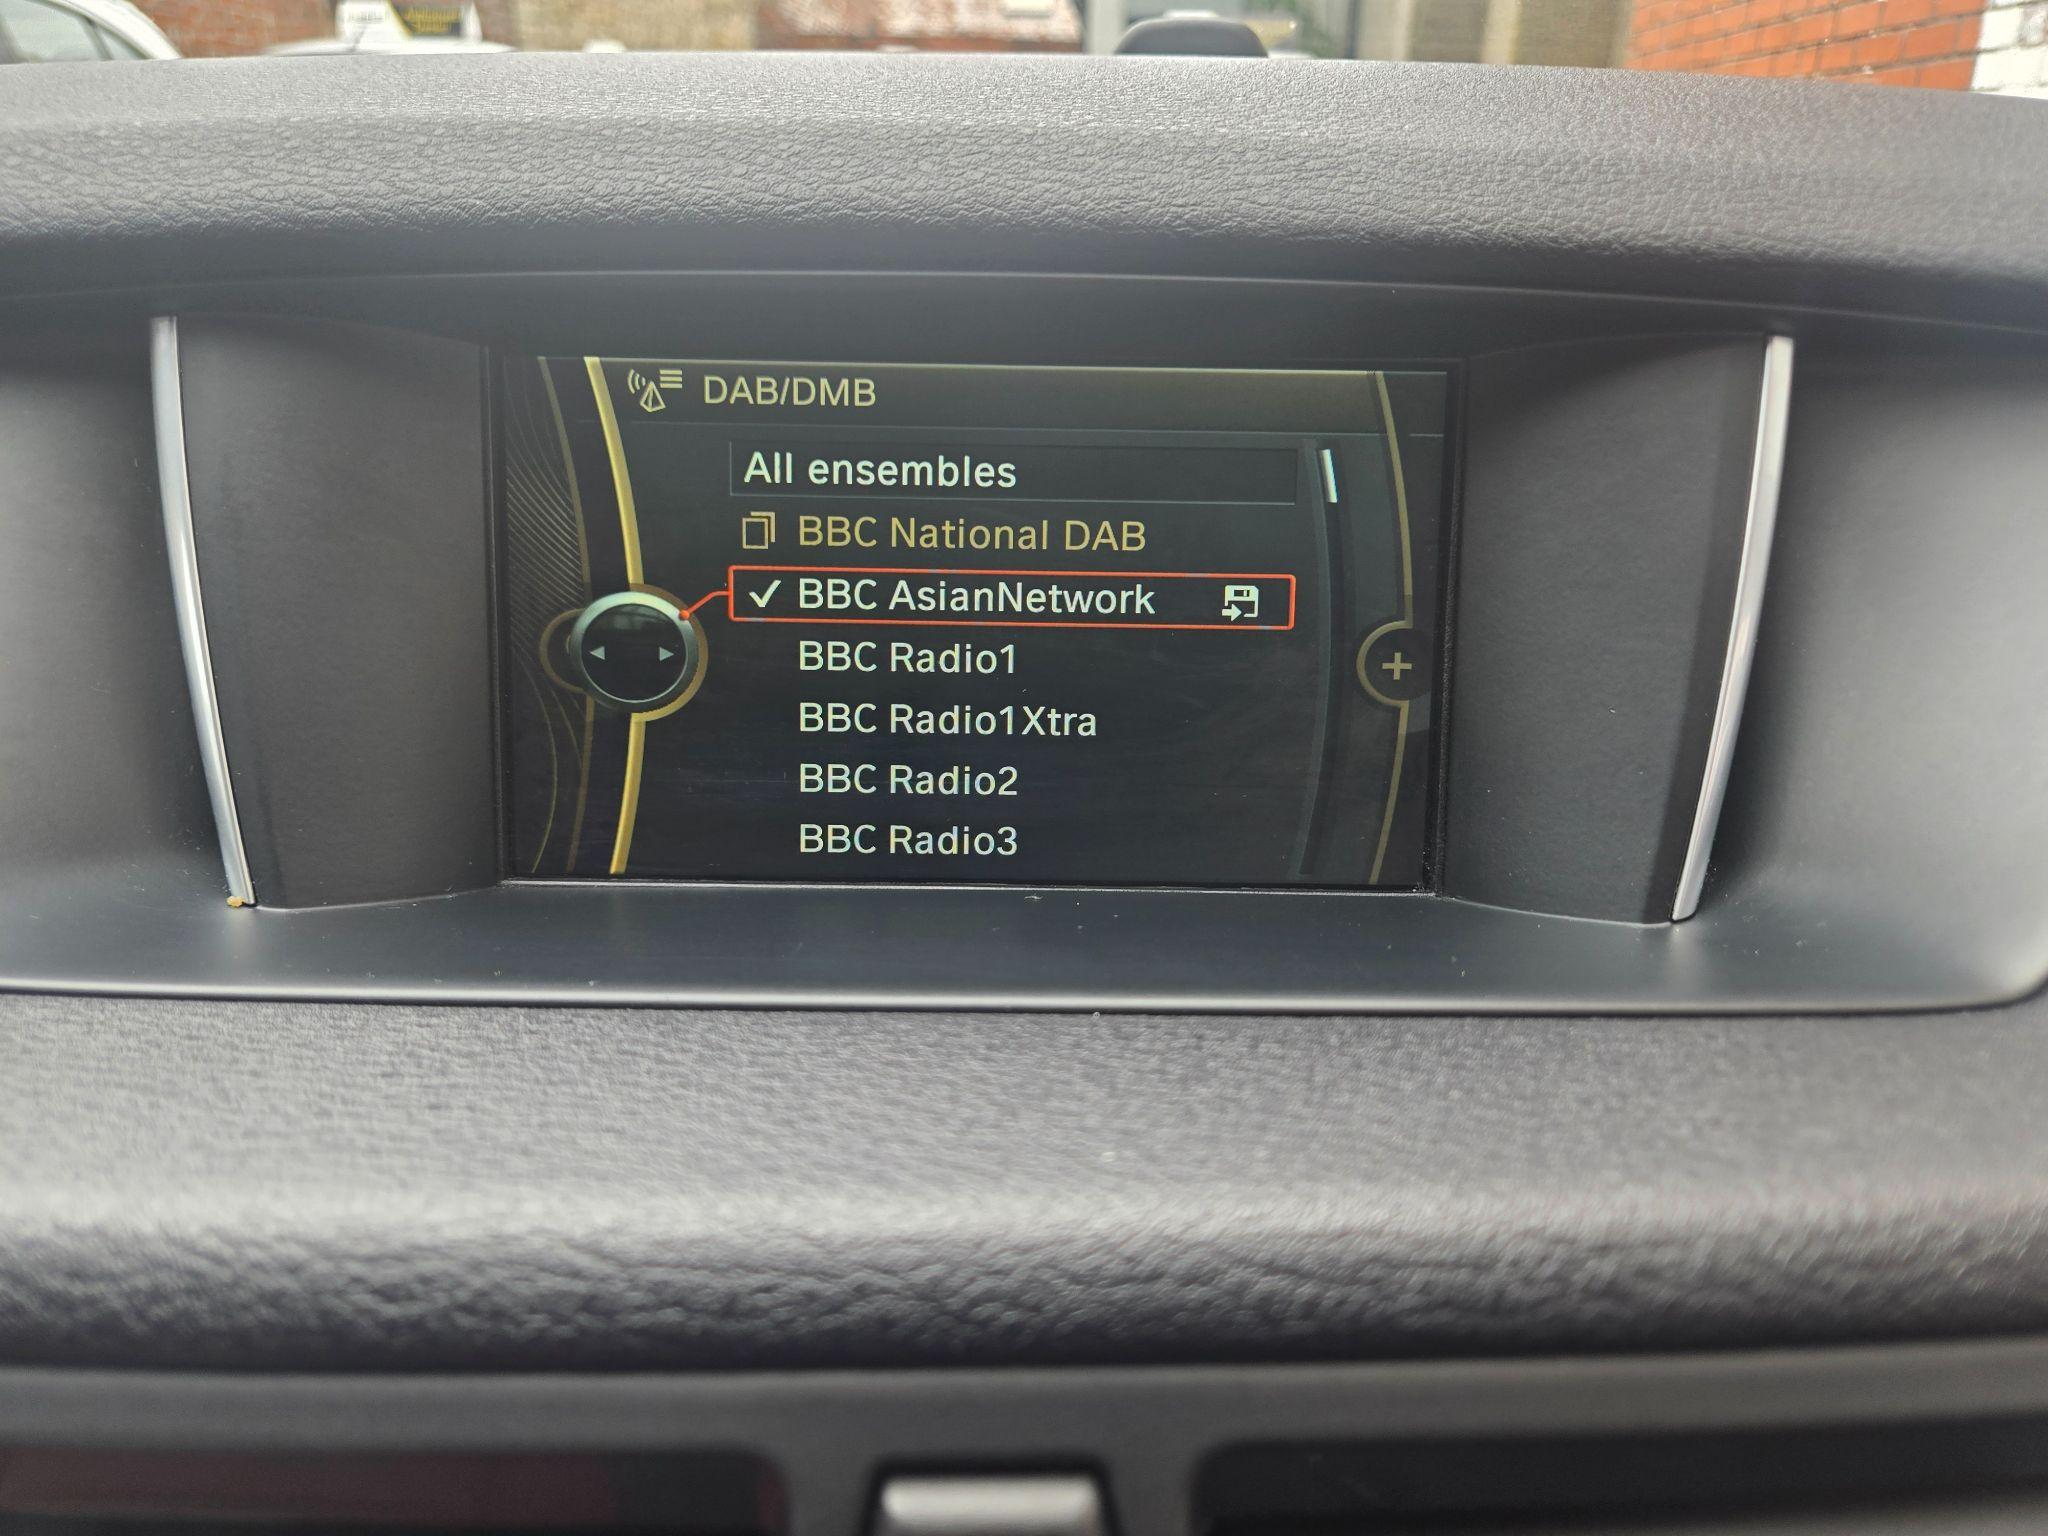 DAB/DMB
All ensembles
BBC National DAB
BBC AsianNetwork
BBC Radio1
BBC Radio1Xtra
BBC Radio2
BBC Radio3